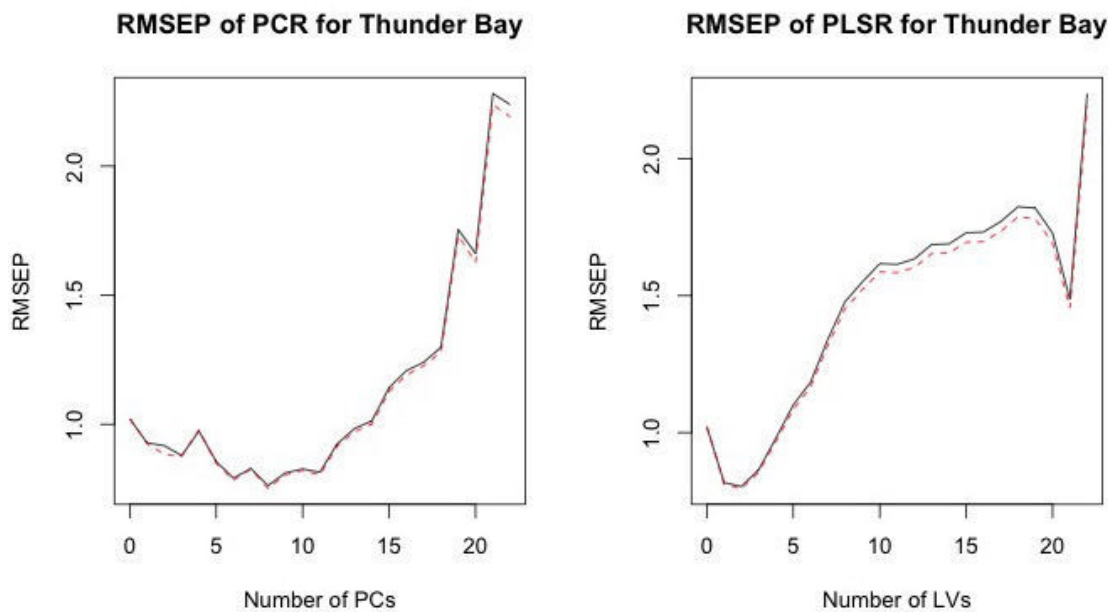 RMSEP of PCR for Thunder Bay
RMSEP
2.0
1.5
1.0
0 5 10 15 20
Number of PCs
RMSEP of PLSR for Thunder Bay
RMSEP
2.0
1.5
1.0
0 5 10 15 20
Number of LVs